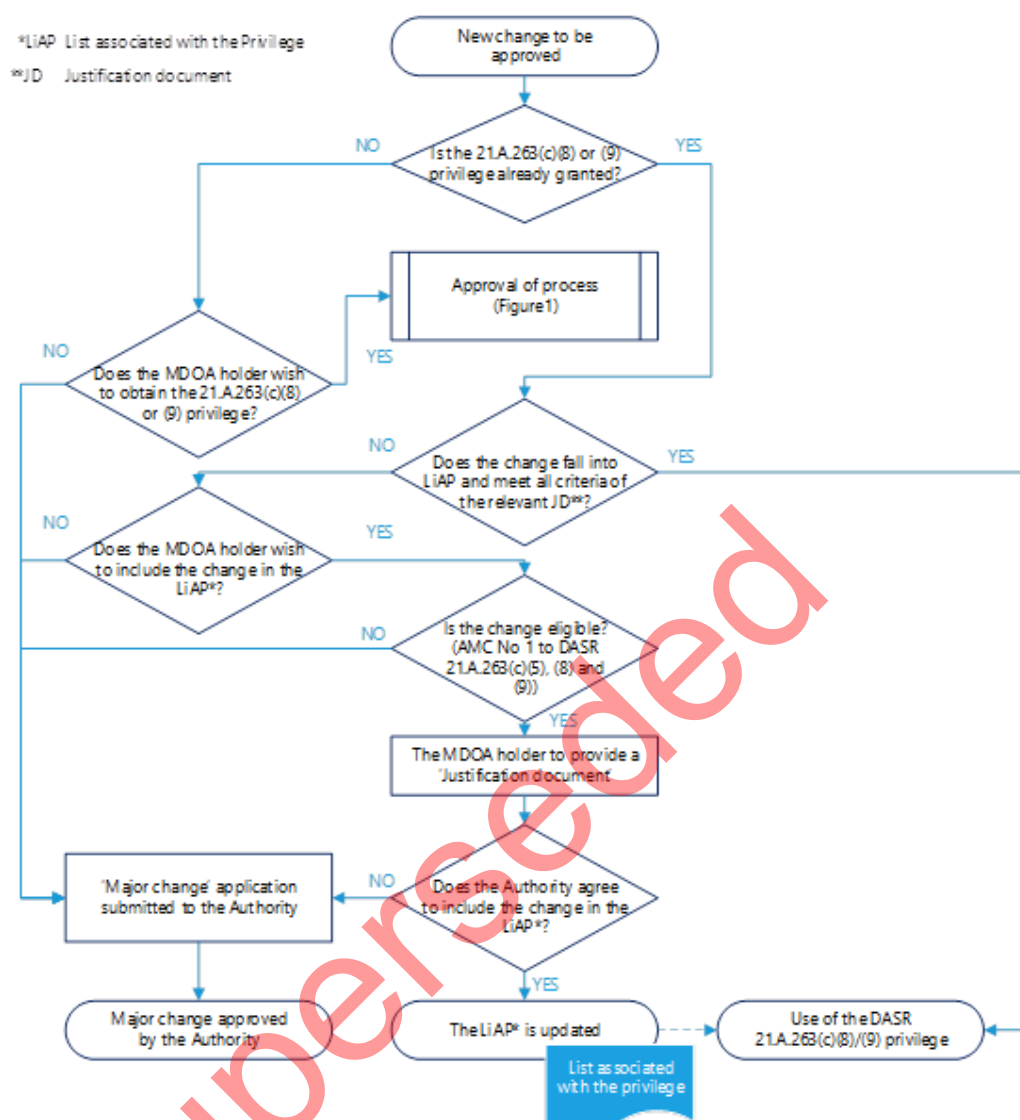 *LiAP List associated with the Privilege
**JD Justification document
New change to be
approved
NO
YES
Is the 21.A.263(c)(8) or (9)
privilege already granted?
Approval of process
(Figure1)
NO
YES
Does the MDOA holder wish
to obtain the 21.A.263(c)(8)
or (9) privilege?
NO
YES
Does the change fall into
LiAP and meet all criteria of
the relevant JD**?
NO
YES
Does the MDOA holder wish
to include the change in the
LiAP*?
NO
Is the change eligible?
(AMC No 1 to DASR
21.A.263(c)(5), (8) and
(9))
YES
The MDOA holder to provide a
'Justification document'
'Major change' application
submitted to the Authority
NO
Does the Authority agree
to include the change in the
LiAP*?
YES
Major change approved
by the Authority
The LiAP* is updated
Use of the DASR
21.A.263(c)(8)/(9) privilege
List associated
with the privilege
uperseded